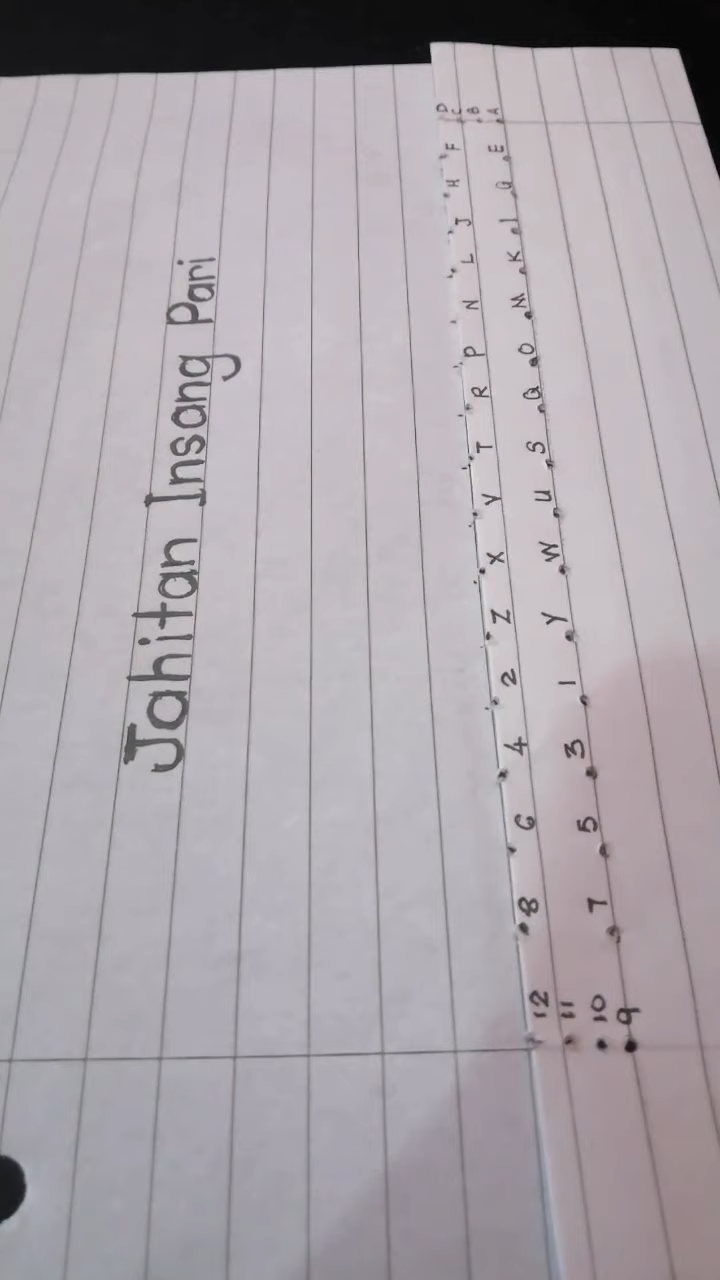 Jahitan Insang Pari
12 8 6 4 2 Z X V T R P N L J H F D
11 C
10 B
9 7 5 3 1 Y W U S Q O M K I G E A